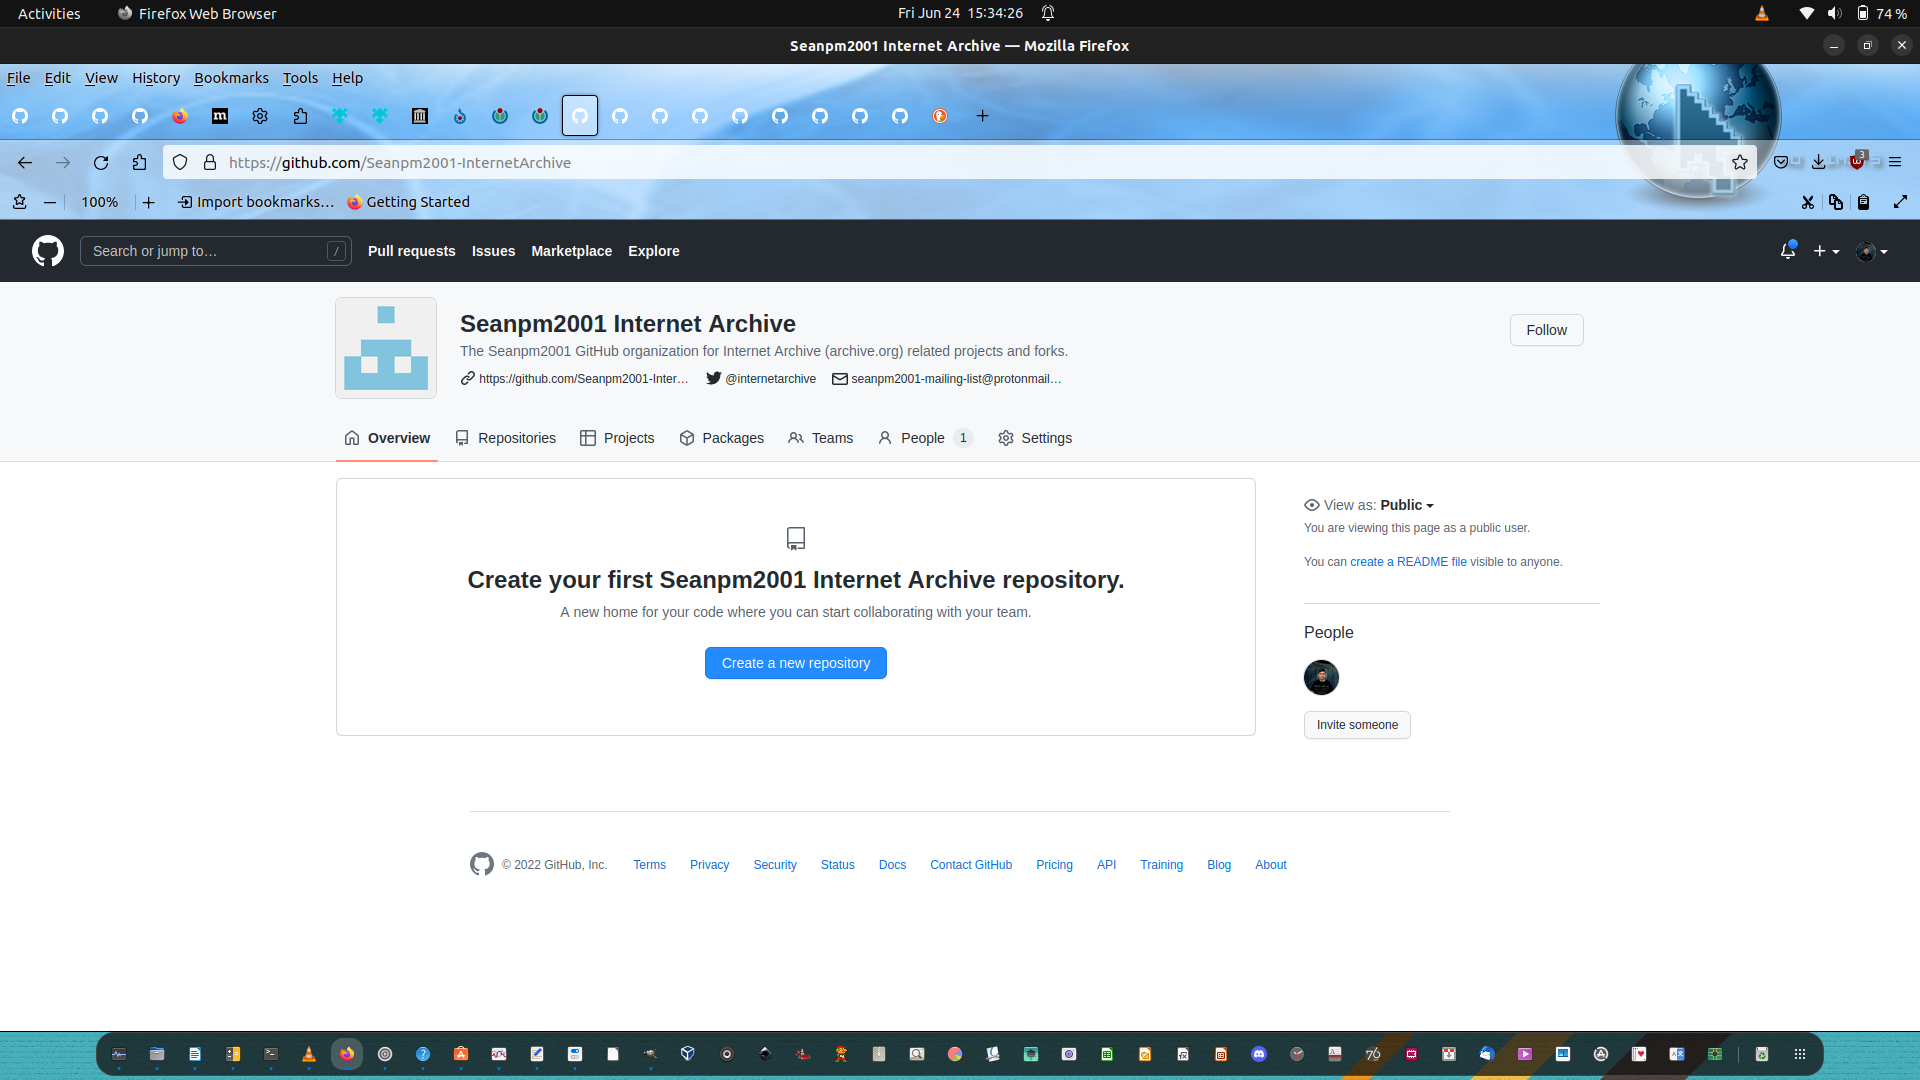 Activities Firefox Web Browser Fri Jun 24 15:34:26 74 %
Seanpm2001 Internet Archive — Mozilla Firefox
File Edit View History Bookmarks Tools Help
m
https://github.com/Seanpm2001-InternetArchive 3
100% Import bookmarks… Getting Started
Search or jump to… / Pull requests Issues Marketplace Explore
Seanpm2001 Internet Archive
Follow
The Seanpm2001 GitHub organization for Internet Archive (archive.org) related projects and forks.
https://github.com/Seanpm2001-Inter… @internetarchive seanpm2001-mailing-list@protonmail…
Overview Repositories Projects Packages Teams People 1 Settings
View as: Public
You are viewing this page as a public user.
You can create a README file visible to anyone.
Create your first Seanpm2001 Internet Archive repository.
A new home for your code where you can start collaborating with your team.
Create a new repository
People
Invite someone
© 2022 GitHub, Inc. Terms Privacy Security Status Docs Contact GitHub Pricing API Training Blog About
76